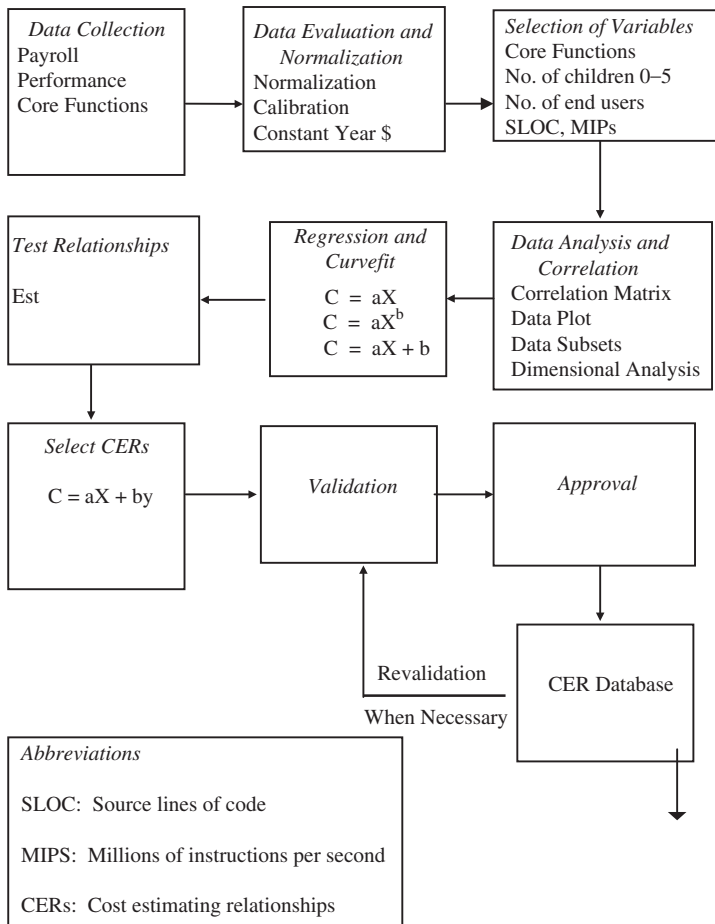 Data Collection
Payroll
Performance
Core Functions
Data Evaluation and
Normalization
Normalization
Calibration
Constant Year $
Selection of Variables
Core Functions
No. of children 0–5
No. of end users
SLOC, MIPs
Test Relationships
Est
Regression and
Curvefit
C = aX
C = aX^b
C = aX + b
Data Analysis and
Correlation
Correlation Matrix
Data Plot
Data Subsets
Dimensional Analysis
Select CERs
C = aX + by
Validation
Approval
Revalidation
When Necessary
CER Database
Abbreviations
SLOC: Source lines of code
MIPS: Millions of instructions per second
CERs: Cost estimating relationships